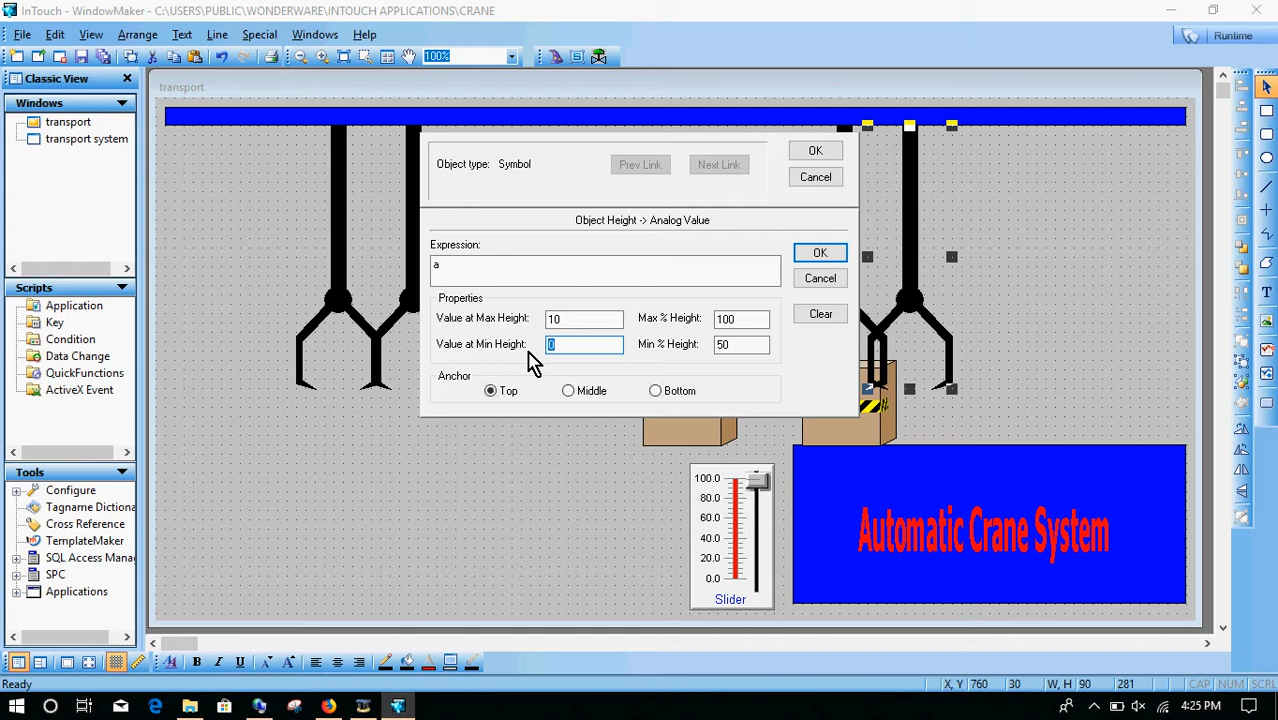 InTouch - WindowMaker - C:\USERS\PUBLIC\WONDERWARE\INTOUCH APPLICATIONS\CRANE
File Edit View Arrange Text Line Special Windows Help
Runtime
100%
Classic View
Windows
transport
transport system
Scripts
Application
Key
Condition
Data Change
QuickFunctions
ActiveX Event
Tools
Configure
Tagname Dictiona
Cross Reference
TemplateMaker
SQL Access Mana
SPC
Applications
transport
Object type: Symbol
Prev Link
Next Link
OK
Cancel
Object Height -> Analog Value
Expression:
a
OK
Cancel
Clear
Properties
Value at Max Height: 10 Max % Height: 100
Value at Min Height: 0 Min % Height: 50
Anchor
Top Middle Bottom
100.0
80.0
60.0
40.0
20.0
0.0
Slider
Automatic Crane System
B I U
Ready
X, Y 760 30 W, H 90 281 CAP NUM SCRL
4:25 PM